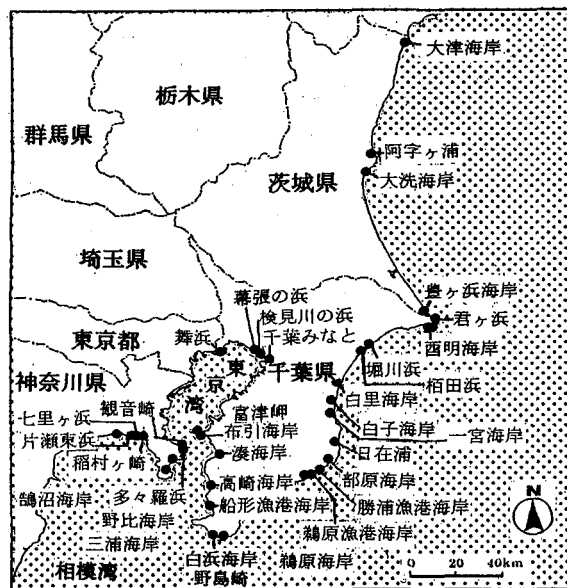 大津海岸
栃木県
群馬県
阿字ヶ浦
茨城県
大洗海岸
埼玉県
幕張の浜
検見川の浜
千葉みなと
豊ヶ浜海岸
君ヶ浜
酉明海岸
東京都
舞浜
東京湾
千葉県
堀川浜
栢田浜
神奈川県
白里海岸
七里ヶ浜
観音崎
富津岬
白子海岸
一宮海岸
片瀬東浜
布引海岸
日在浦
稲村ヶ崎
湊海岸
部原海岸
鵠沼海岸
多々羅浜
高崎海岸
勝浦漁港海岸
野比海岸
船形漁港海岸
鵜原漁港海岸
三浦海岸
白浜海岸
鵜原海岸
相模湾
野島崎
N
0 20 40km